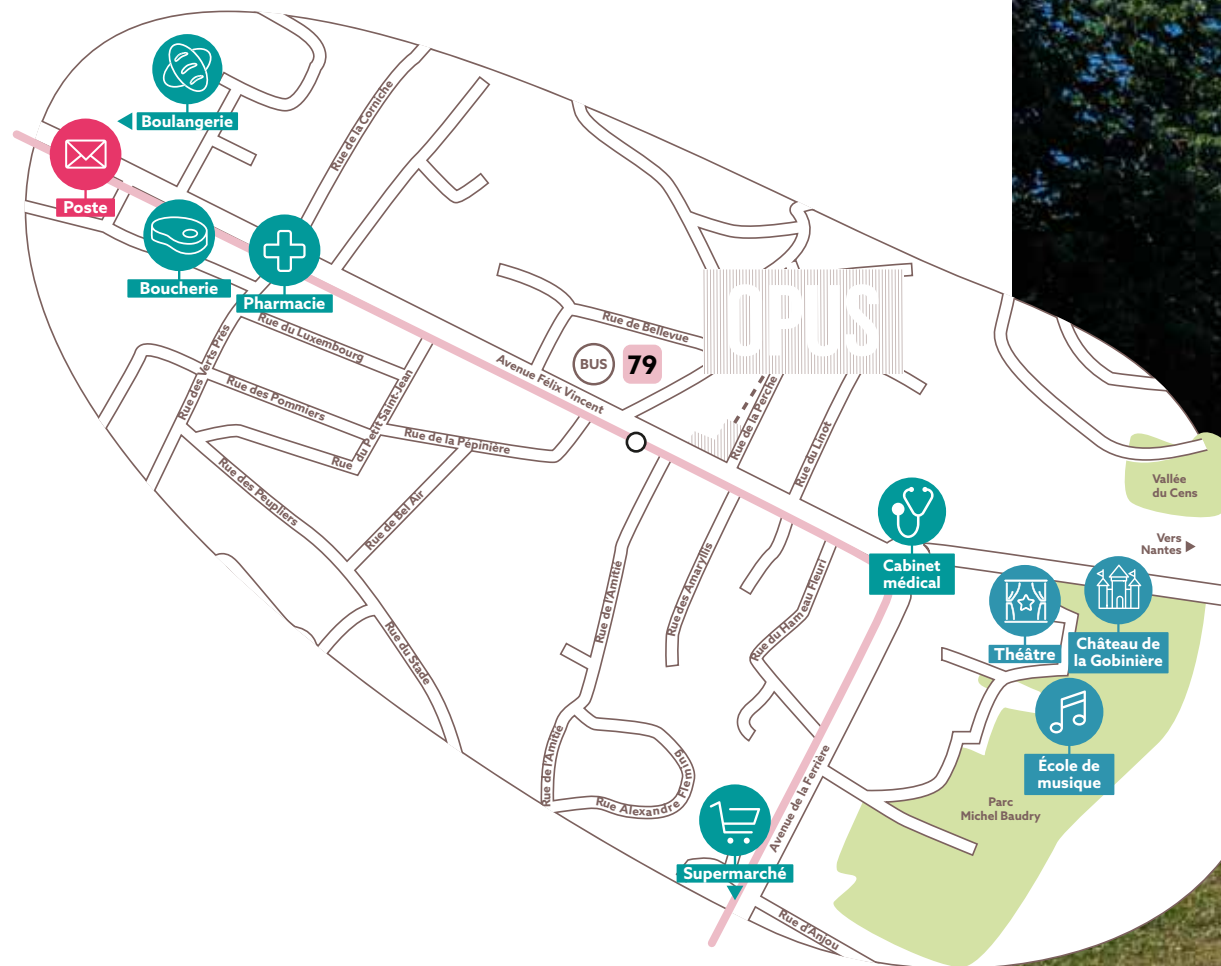 Boulangerie
Poste
Boucherie
Pharmacie
Rue de la Corniche
OPUS
Rue de Bellevue
BUS
79
Avenue Félix Vincent
Rue du Luxembourg
Rue des Verts Prés
Rue des Pommiers
Rue du Petit Saint-Jean
Rue de la Pépinière
Rue de la Perche
Rue du Linot
Rue des Peupliers
Rue de Bel Air
Vallée
du Cens
Vers
Nantes
Cabinet
médical
Rue de l'Amitié
Rue des Amaryllis
Rue du Hameau Fleuri
Théâtre
Château de
la Gobinière
Rue du Stade
École de
musique
Rue de l'Amitié
Rue Alexandre Fleming
Avenue de la Ferrière
Parc
Michel Baudry
Supermarché
Rue d'Anjou